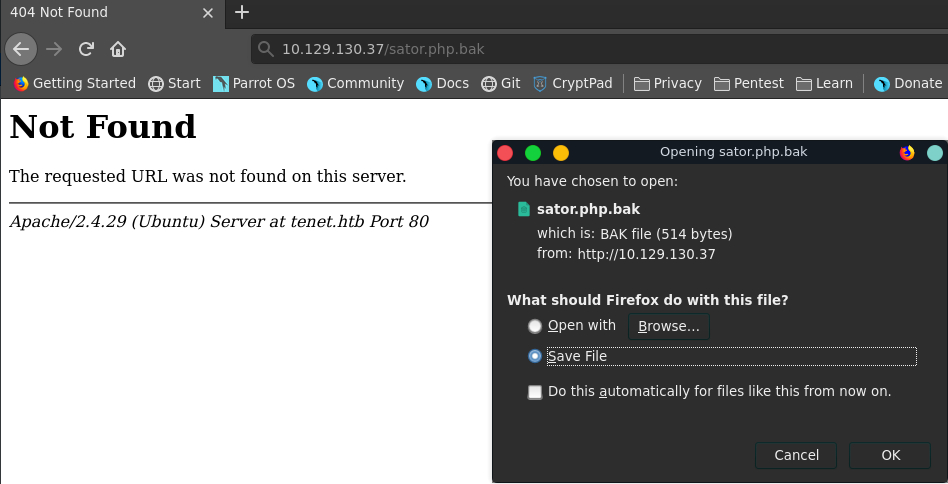 404 Not Found
10.129.130.37/sator.php.bak
Getting Started Start Parrot OS Community Docs Git CryptPad Privacy Pentest Learn Donate
Not Found
The requested URL was not found on this server.
Apache/2.4.29 (Ubuntu) Server at tenet.htb Port 80
Opening sator.php.bak
You have chosen to open:
sator.php.bak
which is: BAK file (514 bytes)
from: http://10.129.130.37
What should Firefox do with this file?
Open with Browse...
Save File
Do this automatically for files like this from now on.
Cancel OK